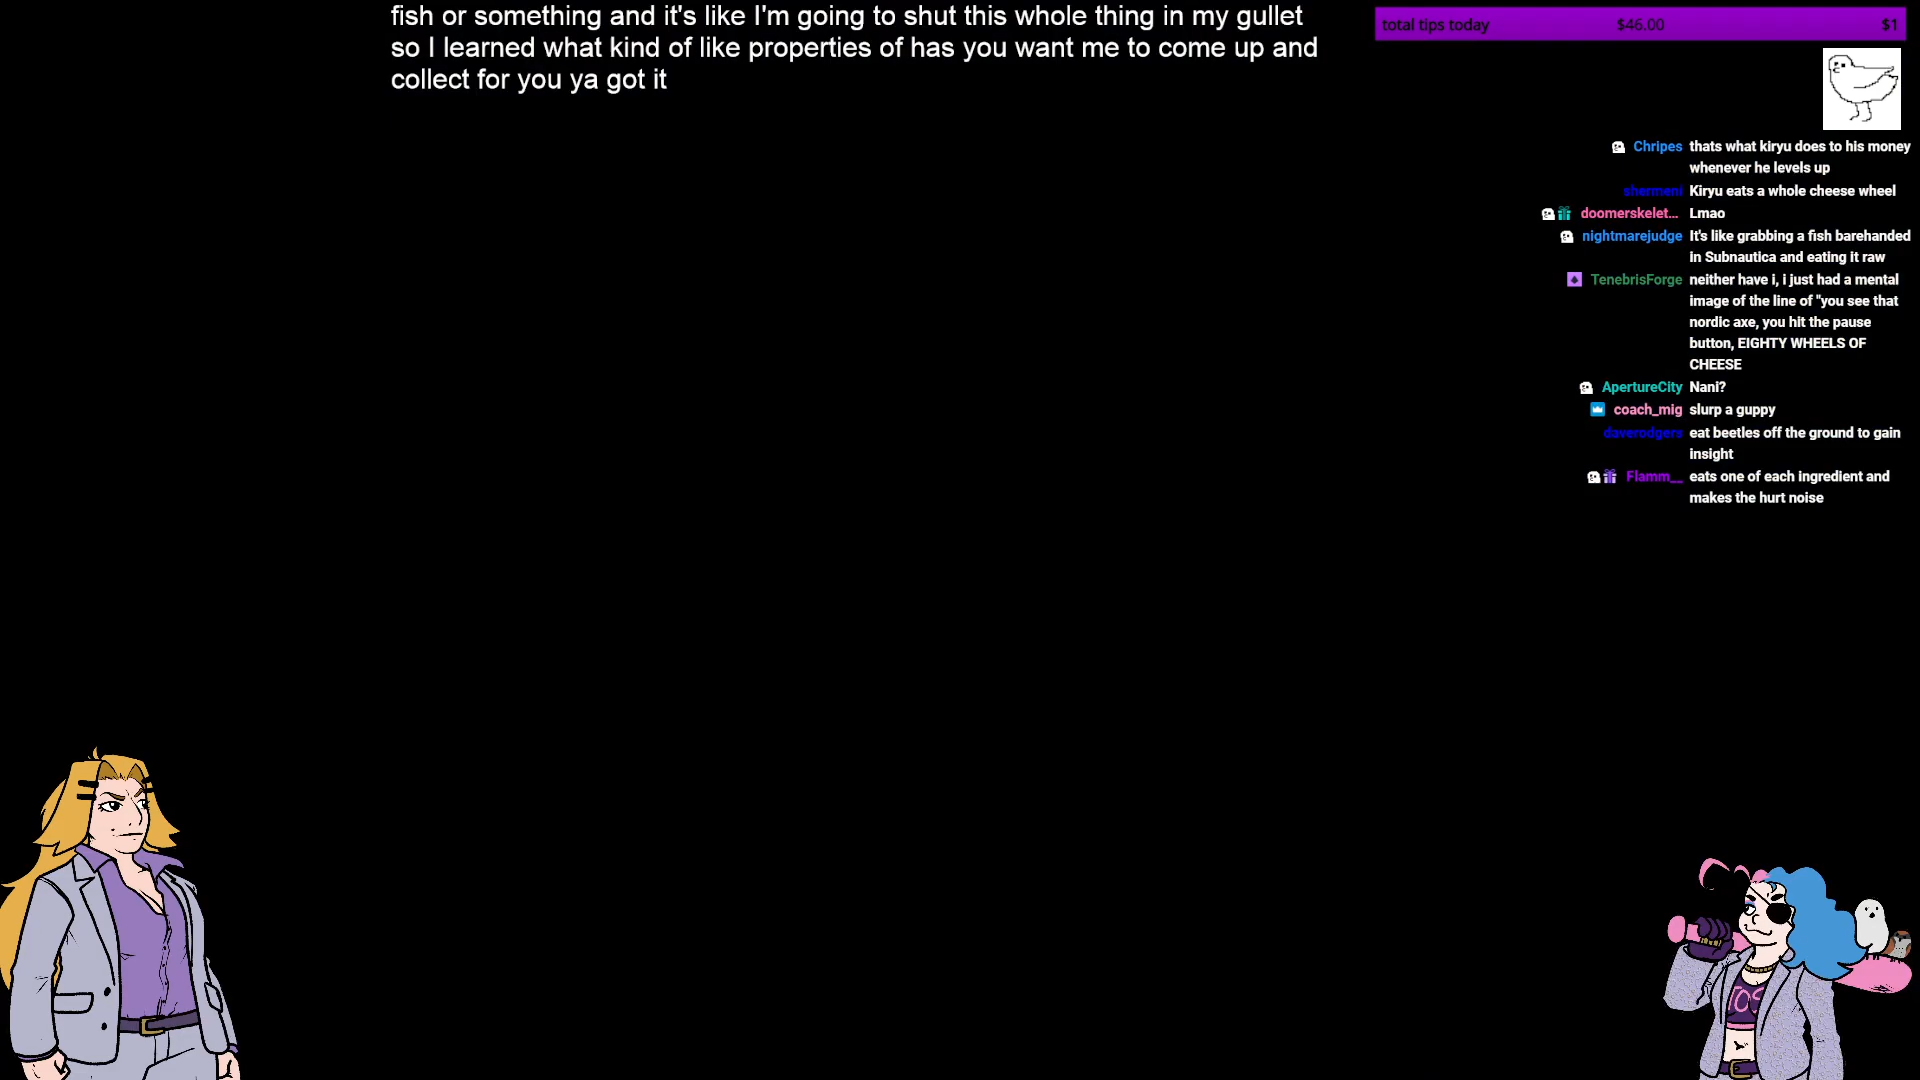 fish or something and it's like I'm going to shut this whole thing in my gullet
so I learned what kind of like properties of has you want me to come up and
collect for you ya got it
total tips today $46.00 $1
Chripes thats what kiryu does to his money
whenever he levels up
shermeni Kiryu eats a whole cheese wheel
doomerskelet... Lmao
nightmarejudge It's like grabbing a fish barehanded
in Subnautica and eating it raw
TenebrisForge neither have i, i just had a mental
image of the line of "you see that
nordic axe, you hit the pause
button, EIGHTY WHEELS OF
CHEESE
ApertureCity Nani?
coach_mig slurp a guppy
daverodgers eat beetles off the ground to gain
insight
Flamm__ eats one of each ingredient and
makes the hurt noise